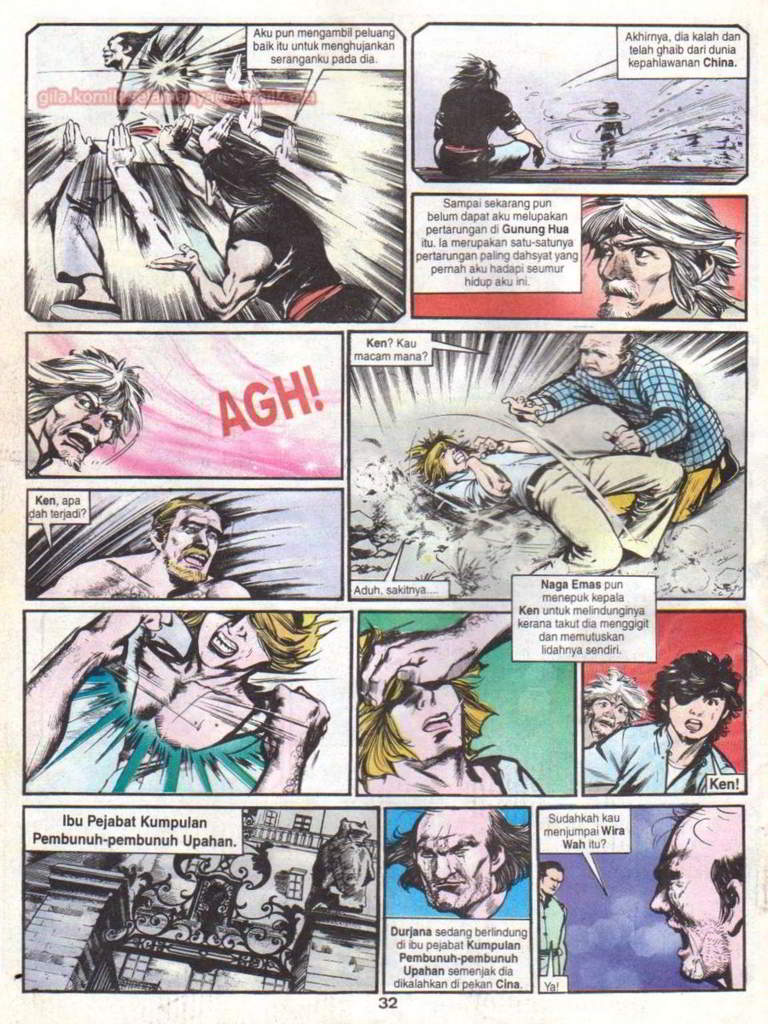 Aku pun mengambil peluang
baik itu untuk menghujankan
seranganku pada dia.
Akhirnya, dia kalah dan
telah ghaib dari dunia
kepahlawanan China.
Sampai sekarang pun
belum dapat aku melupakan
pertarungan di Gunung Hua
itu. Ia merupakan satu-satunya
pertarungan paling dahsyat yang
pernah aku hadapi seumur
hidup aku ini.
AGH!
Ken? Kau
macam mana?
Ken, apa
dah terjadi?
Aduh, sakitnya....
Naga Emas pun
menepuk kepala
Ken untuk melindunginya
kerana takut dia menggigit
dan memutuskan
lidahnya sendiri.
Ken!
Ibu Pejabat Kumpulan
Pembunuh-pembunuh Upahan.
Durjana sedang berlindung
di ibu pejabat Kumpulan
Pembunuh-pembunuh
Upahan semenjak dia
dikalahkan di pekan Cina.
Sudahkah kau
menjumpai Wira
Wah itu?
Ya!
32